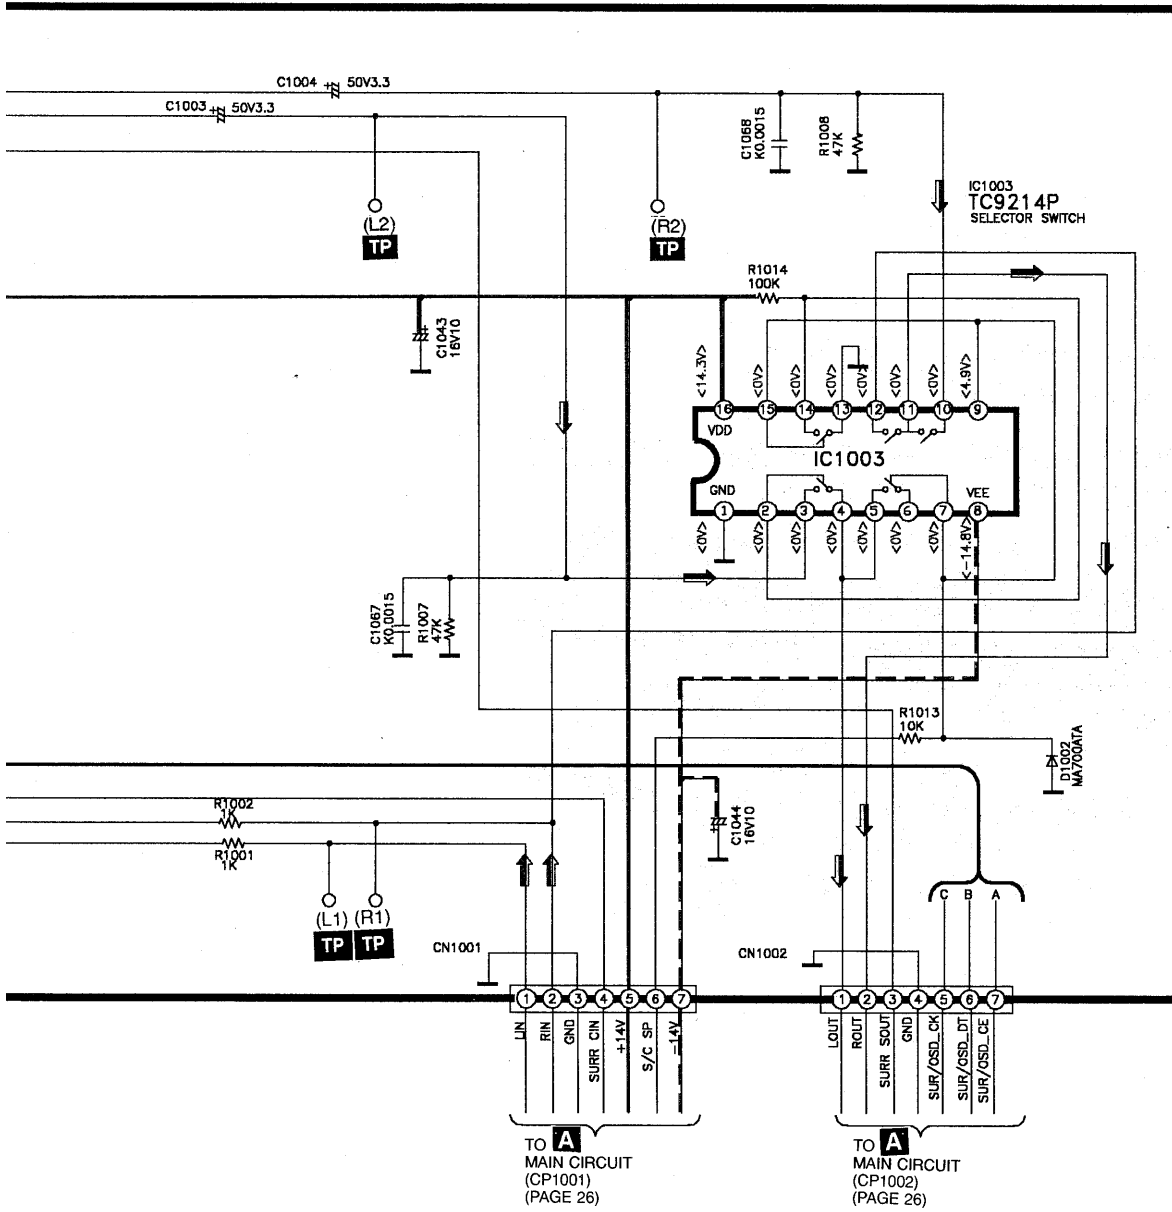 C1004 + 50V3.3
C1003 + 50V3.3
C1068
K0.0015
R1008
47K
IC1003
TC9214P
SELECTOR SWITCH
(L2)
TP
(R2)
TP
R1014
100K
C1043
16V10
+
<14.3V>
<0V>
<0V>
<0V>
<0V>
<0V>
<0V>
<4.9V>
16 15 14 13 12 11 10 9
VDD
IC1003
GND
VEE
1 2 3 4 5 6 7 8
<0V>
<0V>
<0V>
<0V>
<0V>
<0V>
<0V>
<-14.8V>
C1067
K0.0015
R1007
47K
R1013
10K
D1002
MA700ATA
R1002
1K
R1001
1K
+
C1044
16V10
C B A
(L1) (R1)
TP TP
CN1001
CN1002
1 2 3 4 5 6 7
1 2 3 4 5 6 7
LIN
RIN
GND
SURR CIN
+14V
S/C SP
-14V
LOUT
ROUT
SURR SOUT
GND
SUR/OSD_CK
SUR/OSD_DT
SUR/OSD_CE
TO A
MAIN CIRCUIT
(CP1001)
(PAGE 26)
TO A
MAIN CIRCUIT
(CP1002)
(PAGE 26)